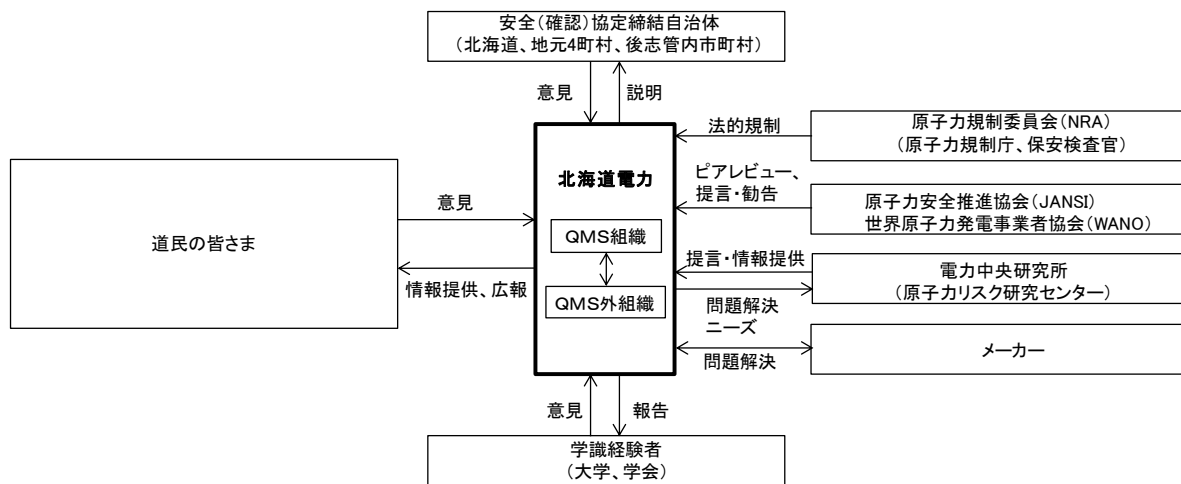 安全（確認）協定締結自治体
（北海道、地元4町村、後志管内市町村）
意見
説明
法的規制
原子力規制委員会（NRA）
（原子力規制庁、保安検査官）
北海道電力
ピアレビュー、
提言・勧告
原子力安全推進協会（JANSI）
世界原子力発電事業者協会（WANO）
道民の皆さま
意見
QMS組織
情報提供、広報
QMS外組織
提言・情報提供
電力中央研究所
（原子力リスク研究センター）
問題解決
ニーズ
問題解決
メーカー
意見
報告
学識経験者
（大学、学会）